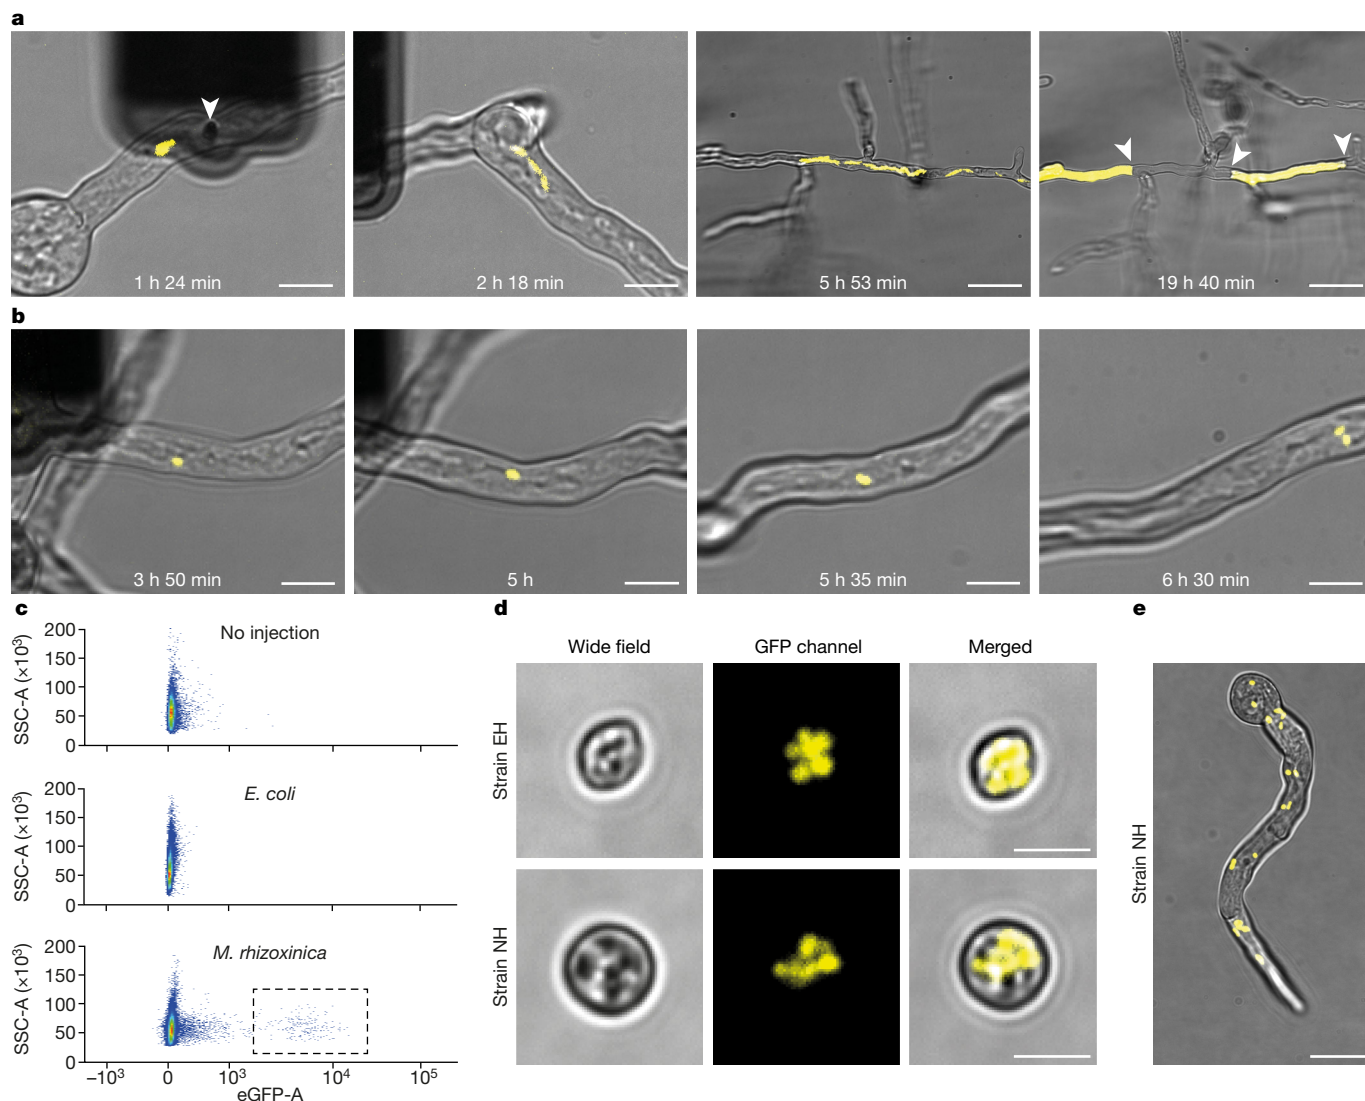 a
1 h 24 min
2 h 18 min
5 h 53 min
19 h 40 min
b
3 h 50 min
5 h
5 h 35 min
6 h 30 min
c
SSC-A (×10³)
200
150
100
50
0
No injection
SSC-A (×10³)
200
150
100
50
0
E. coli
SSC-A (×10³)
200
150
100
50
0
M. rhizoxinica
−10³ 0 10³ 10⁴ 10⁵
eGFP-A
d
Wide field GFP channel Merged
Strain EH
Strain NH
e
Strain NH